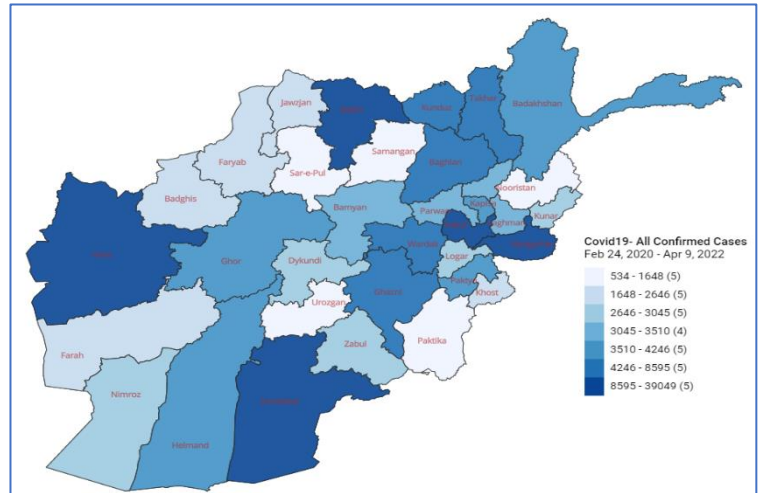 Jawzjan
Balkh
Kunduz
Takhar
Badakhshan
Faryab
Sar-e-Pul
Samangan
Baghlan
Badghis
Nooristan
Bamyan
Parwan
Kapisa
Kunar
Laghman
Herat
Ghor
Dykundi
Wardak
Logar
Urozgan
Ghazni
Khost
Farah
Zabul
Paktika
Nimroz
Helmand
Covid19- All Confirmed Cases
Feb 24, 2020 - Apr 9, 2022
534 - 1648 (5)
1648 - 2646 (5)
2646 - 3045 (5)
3045 - 3510 (4)
3510 - 4246 (5)
4246 - 8595 (5)
8595 - 39049 (5)